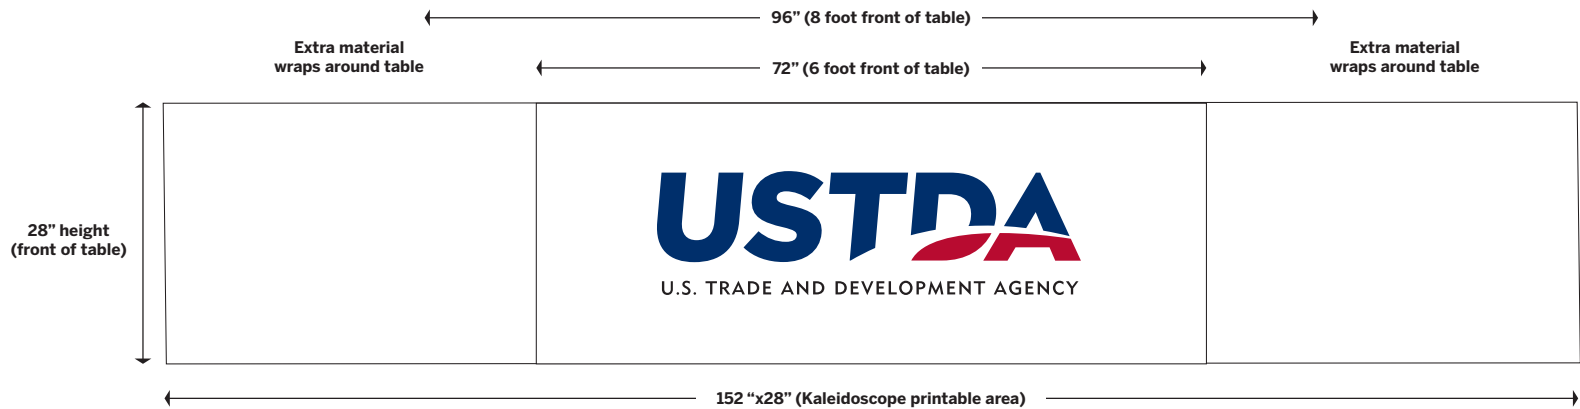 96” (8 foot front of table)
Extra material
wraps around table
72” (6 foot front of table)
Extra material
wraps around table
28” height
(front of table)
USTDA
U.S. TRADE AND DEVELOPMENT AGENCY
152 “x28” (Kaleidoscope printable area)